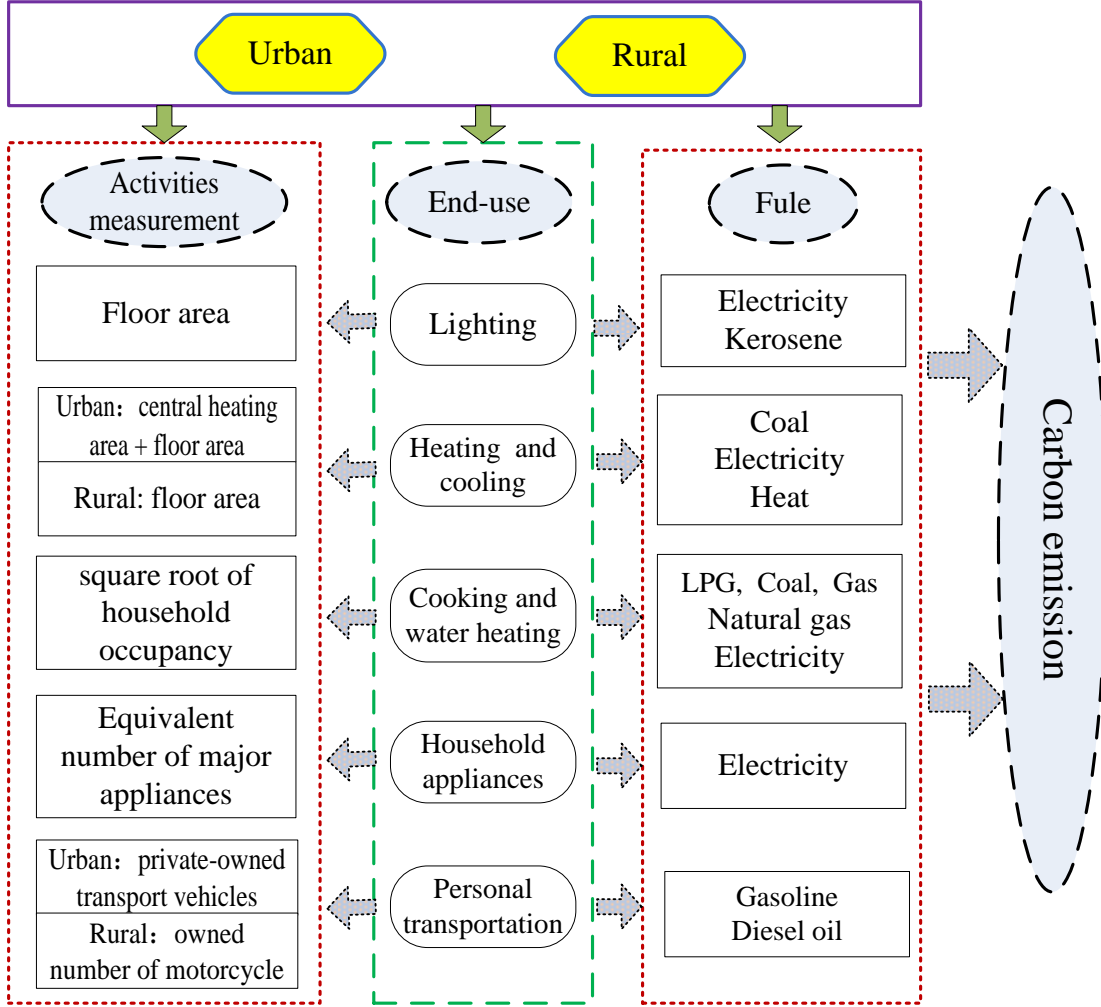 Urban
Rural
Activities
measurement
End-use
Fule
Floor area
Lighting
Electricity
Kerosene
Urban: central heating
area + floor area
Rural: floor area
Heating and
cooling
Coal
Electricity
Heat
square root of
household
occupancy
Cooking and
water heating
LPG, Coal, Gas
Natural gas
Electricity
Equivalent
number of major
appliances
Household
appliances
Electricity
Urban: private-owned
transport vehicles
Rural: owned
number of motorcycle
Personal
transportation
Gasoline
Diesel oil
Carbon emission